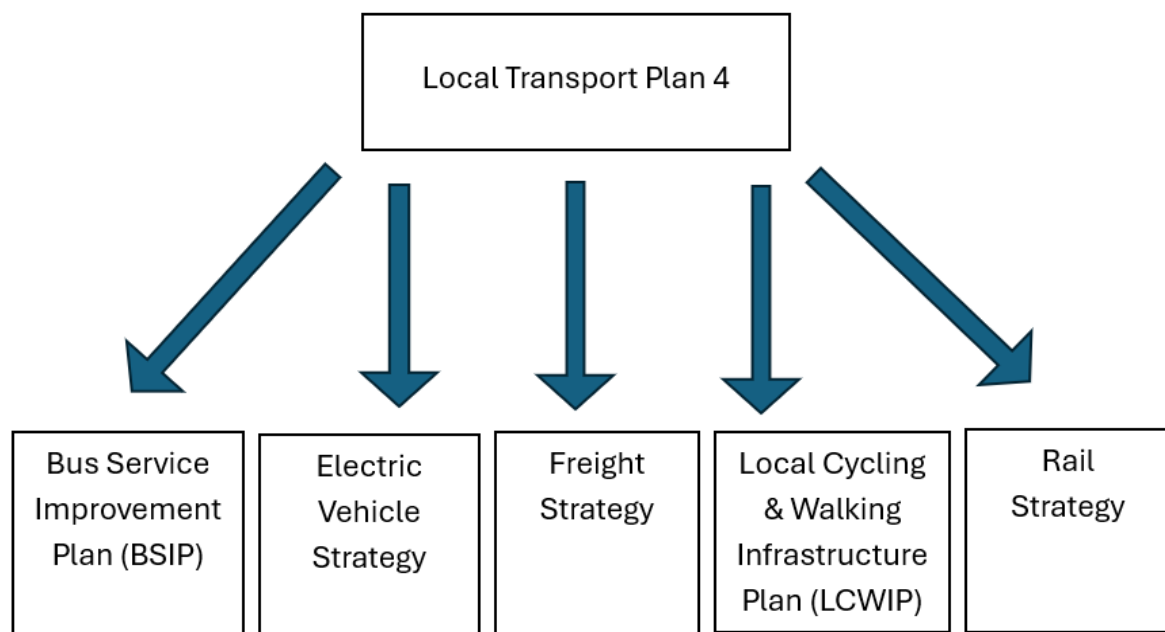 Local Transport Plan 4
Bus Service
Improvement
Plan (BSIP)
Electric
Vehicle
Strategy
Freight
Strategy
Local Cycling
& Walking
Infrastructure
Plan (LCWIP)
Rail
Strategy